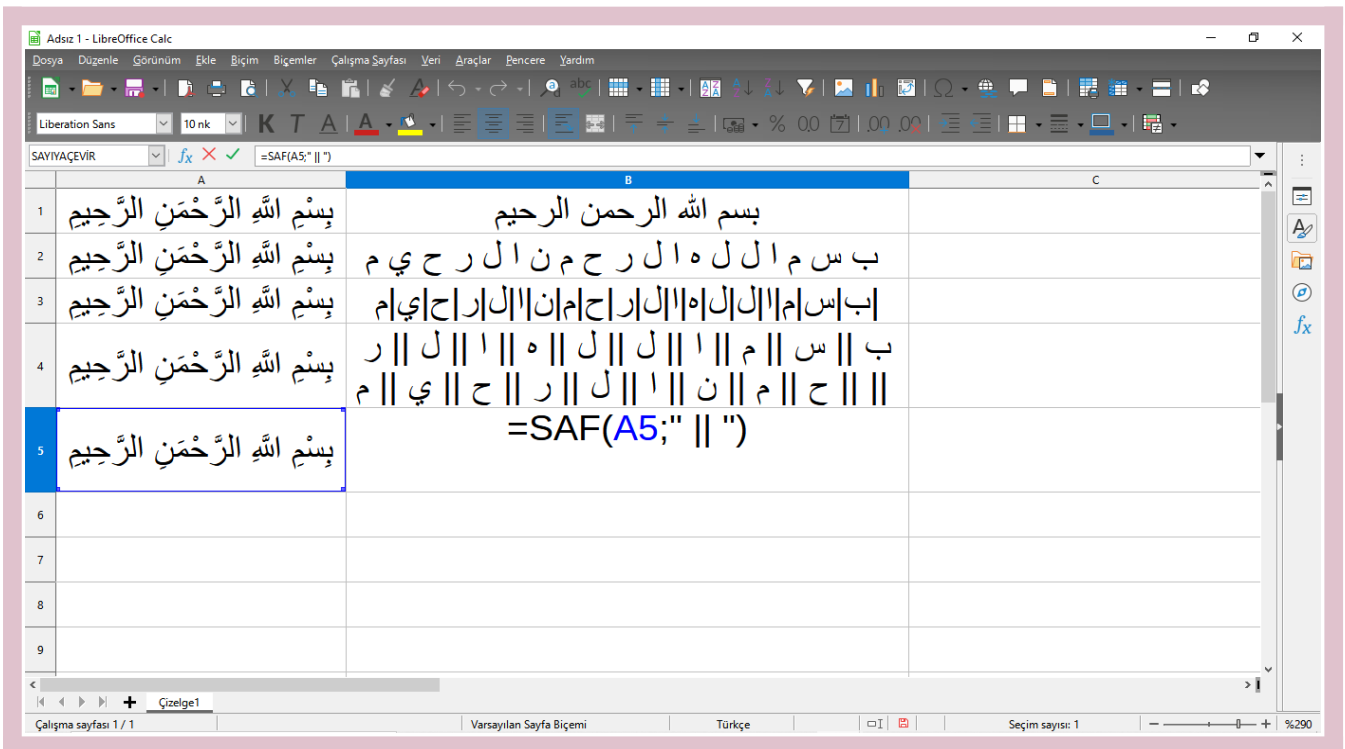 Adsız 1 - LibreOffice Calc
Dosya Düzenle Görünüm Ekle Biçim Biçemler Çalışma Sayfası Veri Araçlar Pencere Yardım
Liberation Sans 10 nk K T A
SAYIYAÇEVİR =SAF(A5;" || ")
A B C
1 بِسْمِ اللَّهِ الرَّحْمَنِ الرَّحِيمِ بسم الله الرحمن الرحيم
2 بِسْمِ اللَّهِ الرَّحْمَنِ الرَّحِيمِ ب س م ا ل ل ه ا ل ر ح م ن ا ل ر ح ي م
3 بِسْمِ اللَّهِ الرَّحْمَنِ الرَّحِيمِ |ب|س|م|ا|ل|ل|ه|ا|ل|ر|ح|م|ن|ا|ل|ر|ح|ي|م
4 بِسْمِ اللَّهِ الرَّحْمَنِ الرَّحِيمِ ب || س || م || ا || ل || ل || ه || ا || ل || ر
|| || ح || م || ن || ا || ل || ر || ح || ي || م
5 بِسْمِ اللَّهِ الرَّحْمَنِ الرَّحِيمِ =SAF(A5;" || ")
6
7
8
9
Çizelge1
Çalışma sayfası 1 / 1 Varsayılan Sayfa Biçemi Türkçe Seçim sayısı: 1 %290